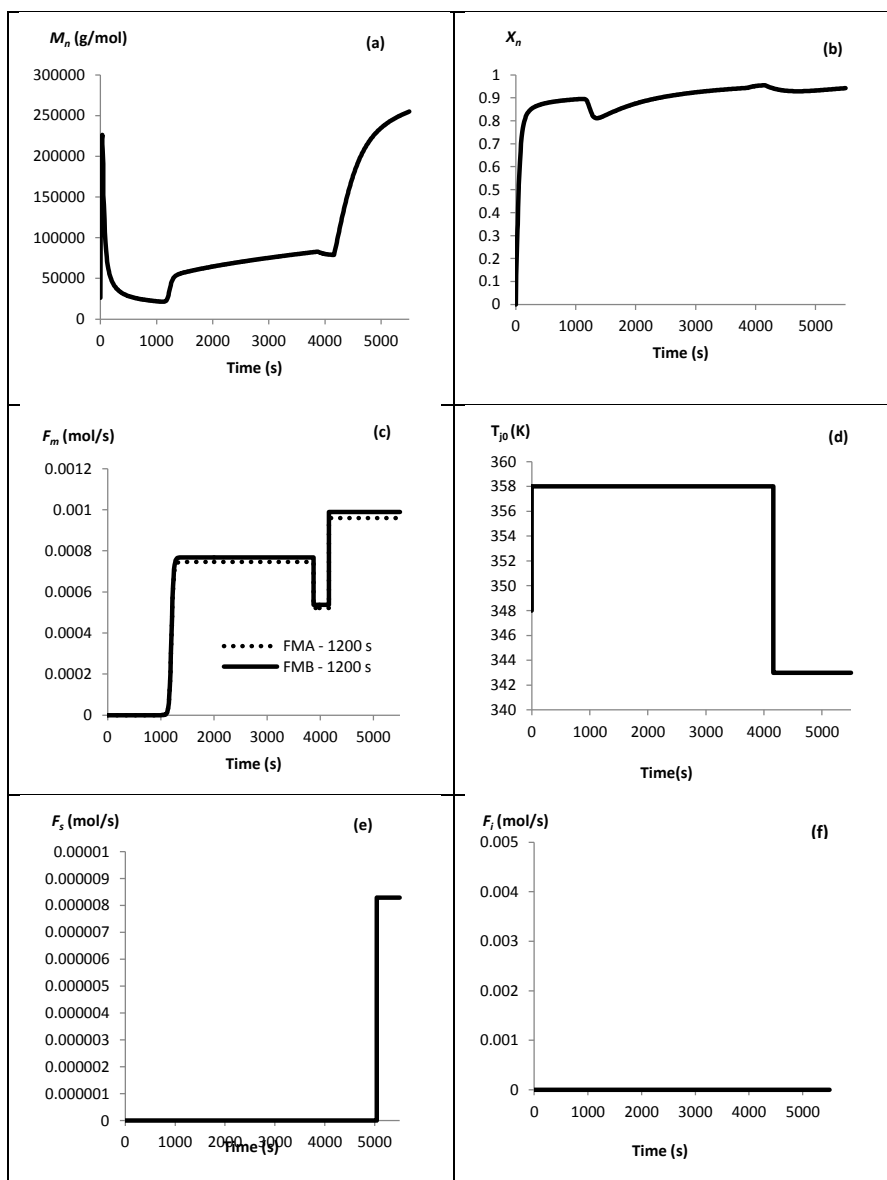 M_n (g/mol)
(a)
300000
250000
200000
150000
100000
50000
0
0 1000 2000 3000 4000 5000
Time (s)
X_n
(b)
1
0.9
0.8
0.7
0.6
0.5
0.4
0.3
0.2
0.1
0
0 1000 2000 3000 4000 5000
Time (s)
F_m (mol/s)
(c)
0.0012
0.001
0.0008
0.0006
0.0004
0.0002
0
FMA - 1200 s
FMB - 1200 s
0 1000 2000 3000 4000 5000
Time (s)
T_j0 (K)
(d)
360
358
356
354
352
350
348
346
344
342
340
0 1000 2000 3000 4000 5000
Time(s)
F_s (mol/s)
(e)
0.00001
0.000009
0.000008
0.000007
0.000006
0.000005
0.000004
0.000003
0.000002
0.000001
0
0 1000 2000 3000 4000 5000
Time (s)
F_i (mol/s)
(f)
0.005
0.004
0.003
0.002
0.001
0
0 1000 2000 3000 4000 5000
Time (s)